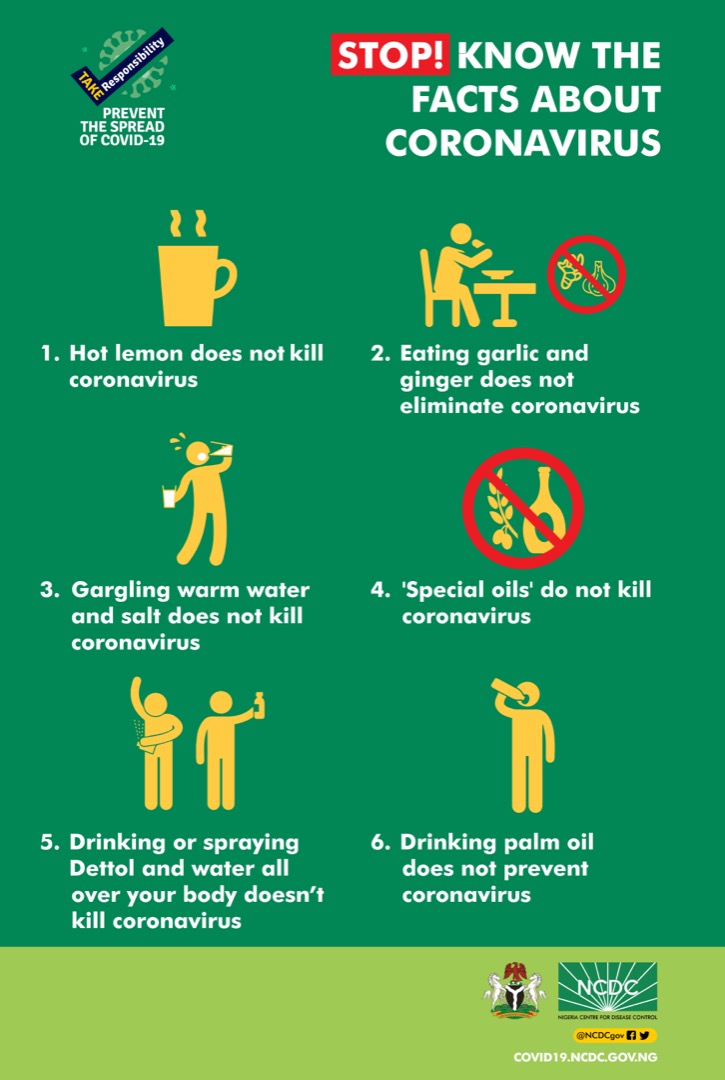 TAKE Responsibility
PREVENT
THE SPREAD
OF COVID-19
STOP! KNOW THE
FACTS ABOUT
CORONAVIRUS
1. Hot lemon does not kill
coronavirus
2. Eating garlic and
ginger does not
eliminate coronavirus
3. Gargling warm water
and salt does not kill
coronavirus
4. 'Special oils' do not kill
coronavirus
5. Drinking or spraying
Dettol and water all
over your body doesn’t
kill coronavirus
6. Drinking palm oil
does not prevent
coronavirus
NCDC
NIGERIA CENTRE FOR DISEASE CONTROL
@NCDCgov
COVID19.NCDC.GOV.NG